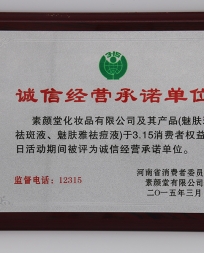 诚信经营承诺单位
素颜堂化妆品有限公司及其产品(魅肤
祛斑液、魅肤雅祛痘液)于3.15消费者权益
日活动期间被评为诚信经营承诺单位。
河南省消费者委员
监督电话：12315
素颜堂有限公司
二○一五年三月